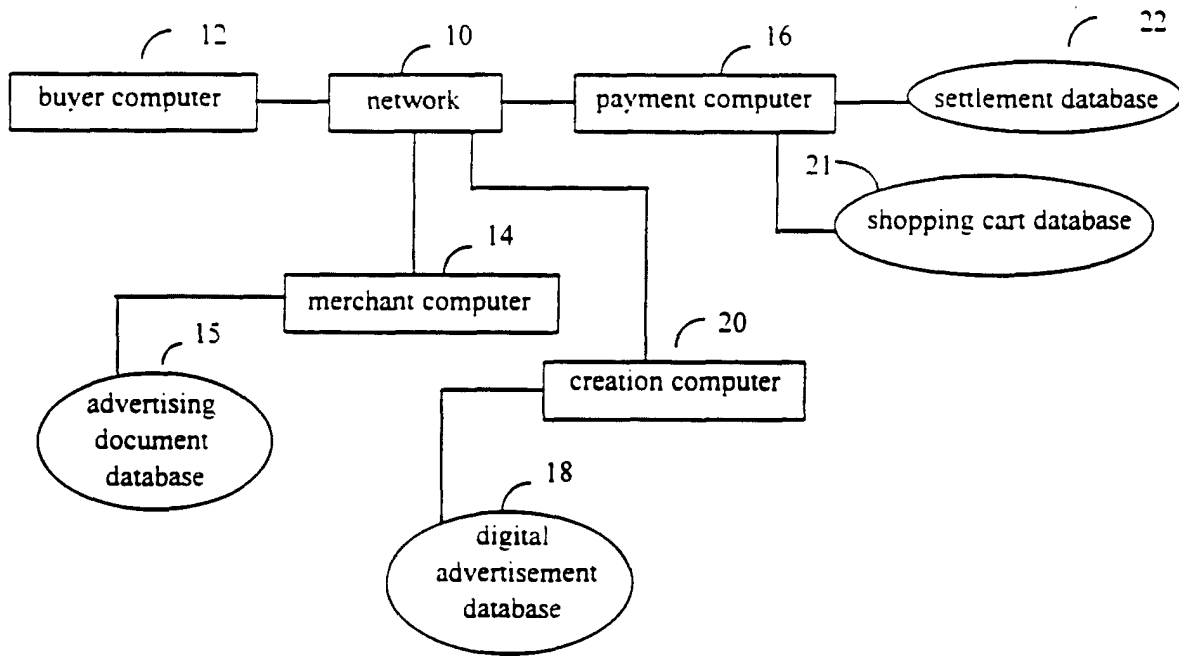 12
10
16
22
buyer computer
network
payment computer
settlement database
21
shopping cart database
14
merchant computer
15
20
creation computer
advertising
document
database
18
digital
advertisement
database